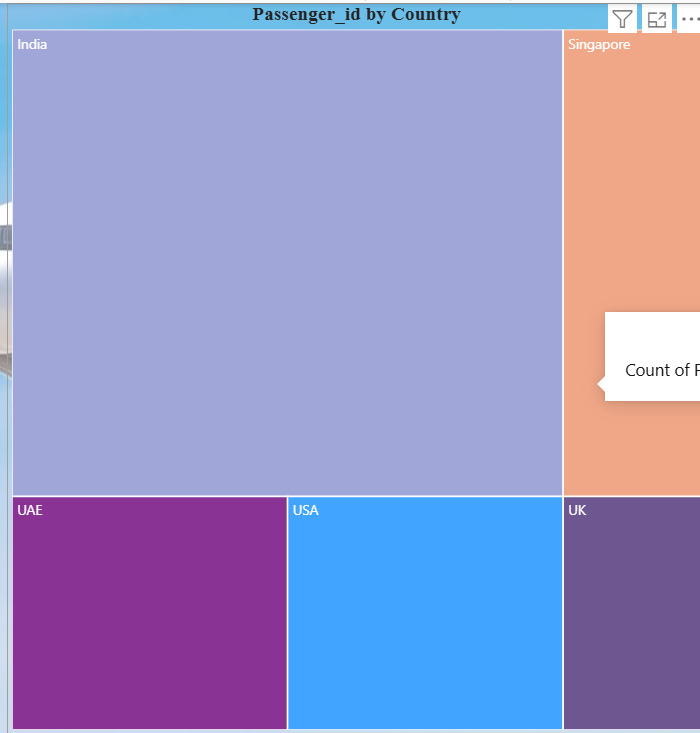 Passenger_id by Country
India
Singapore
Count of
UAE
USA
UK